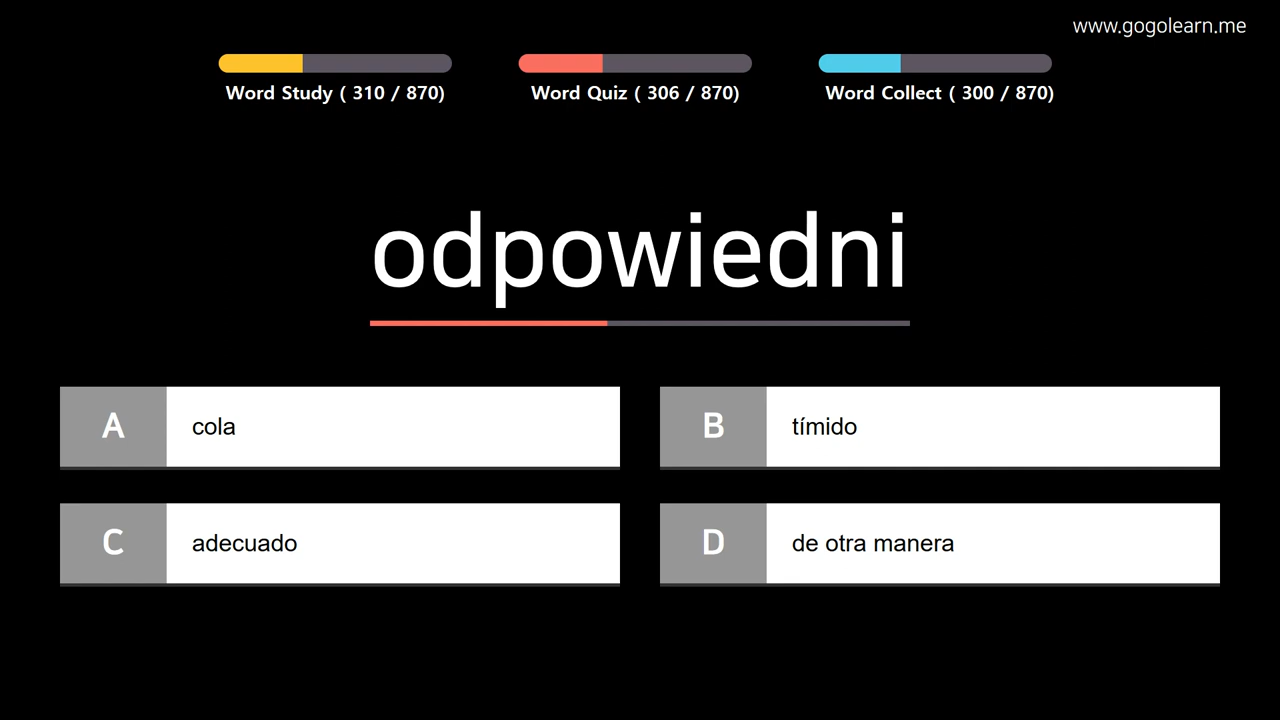 www.gogolearn.me
Word Study ( 310 / 870)
Word Quiz ( 306 / 870)
Word Collect ( 300 / 870)
odpowiedni
A cola
B tímido
C adecuado
D de otra manera